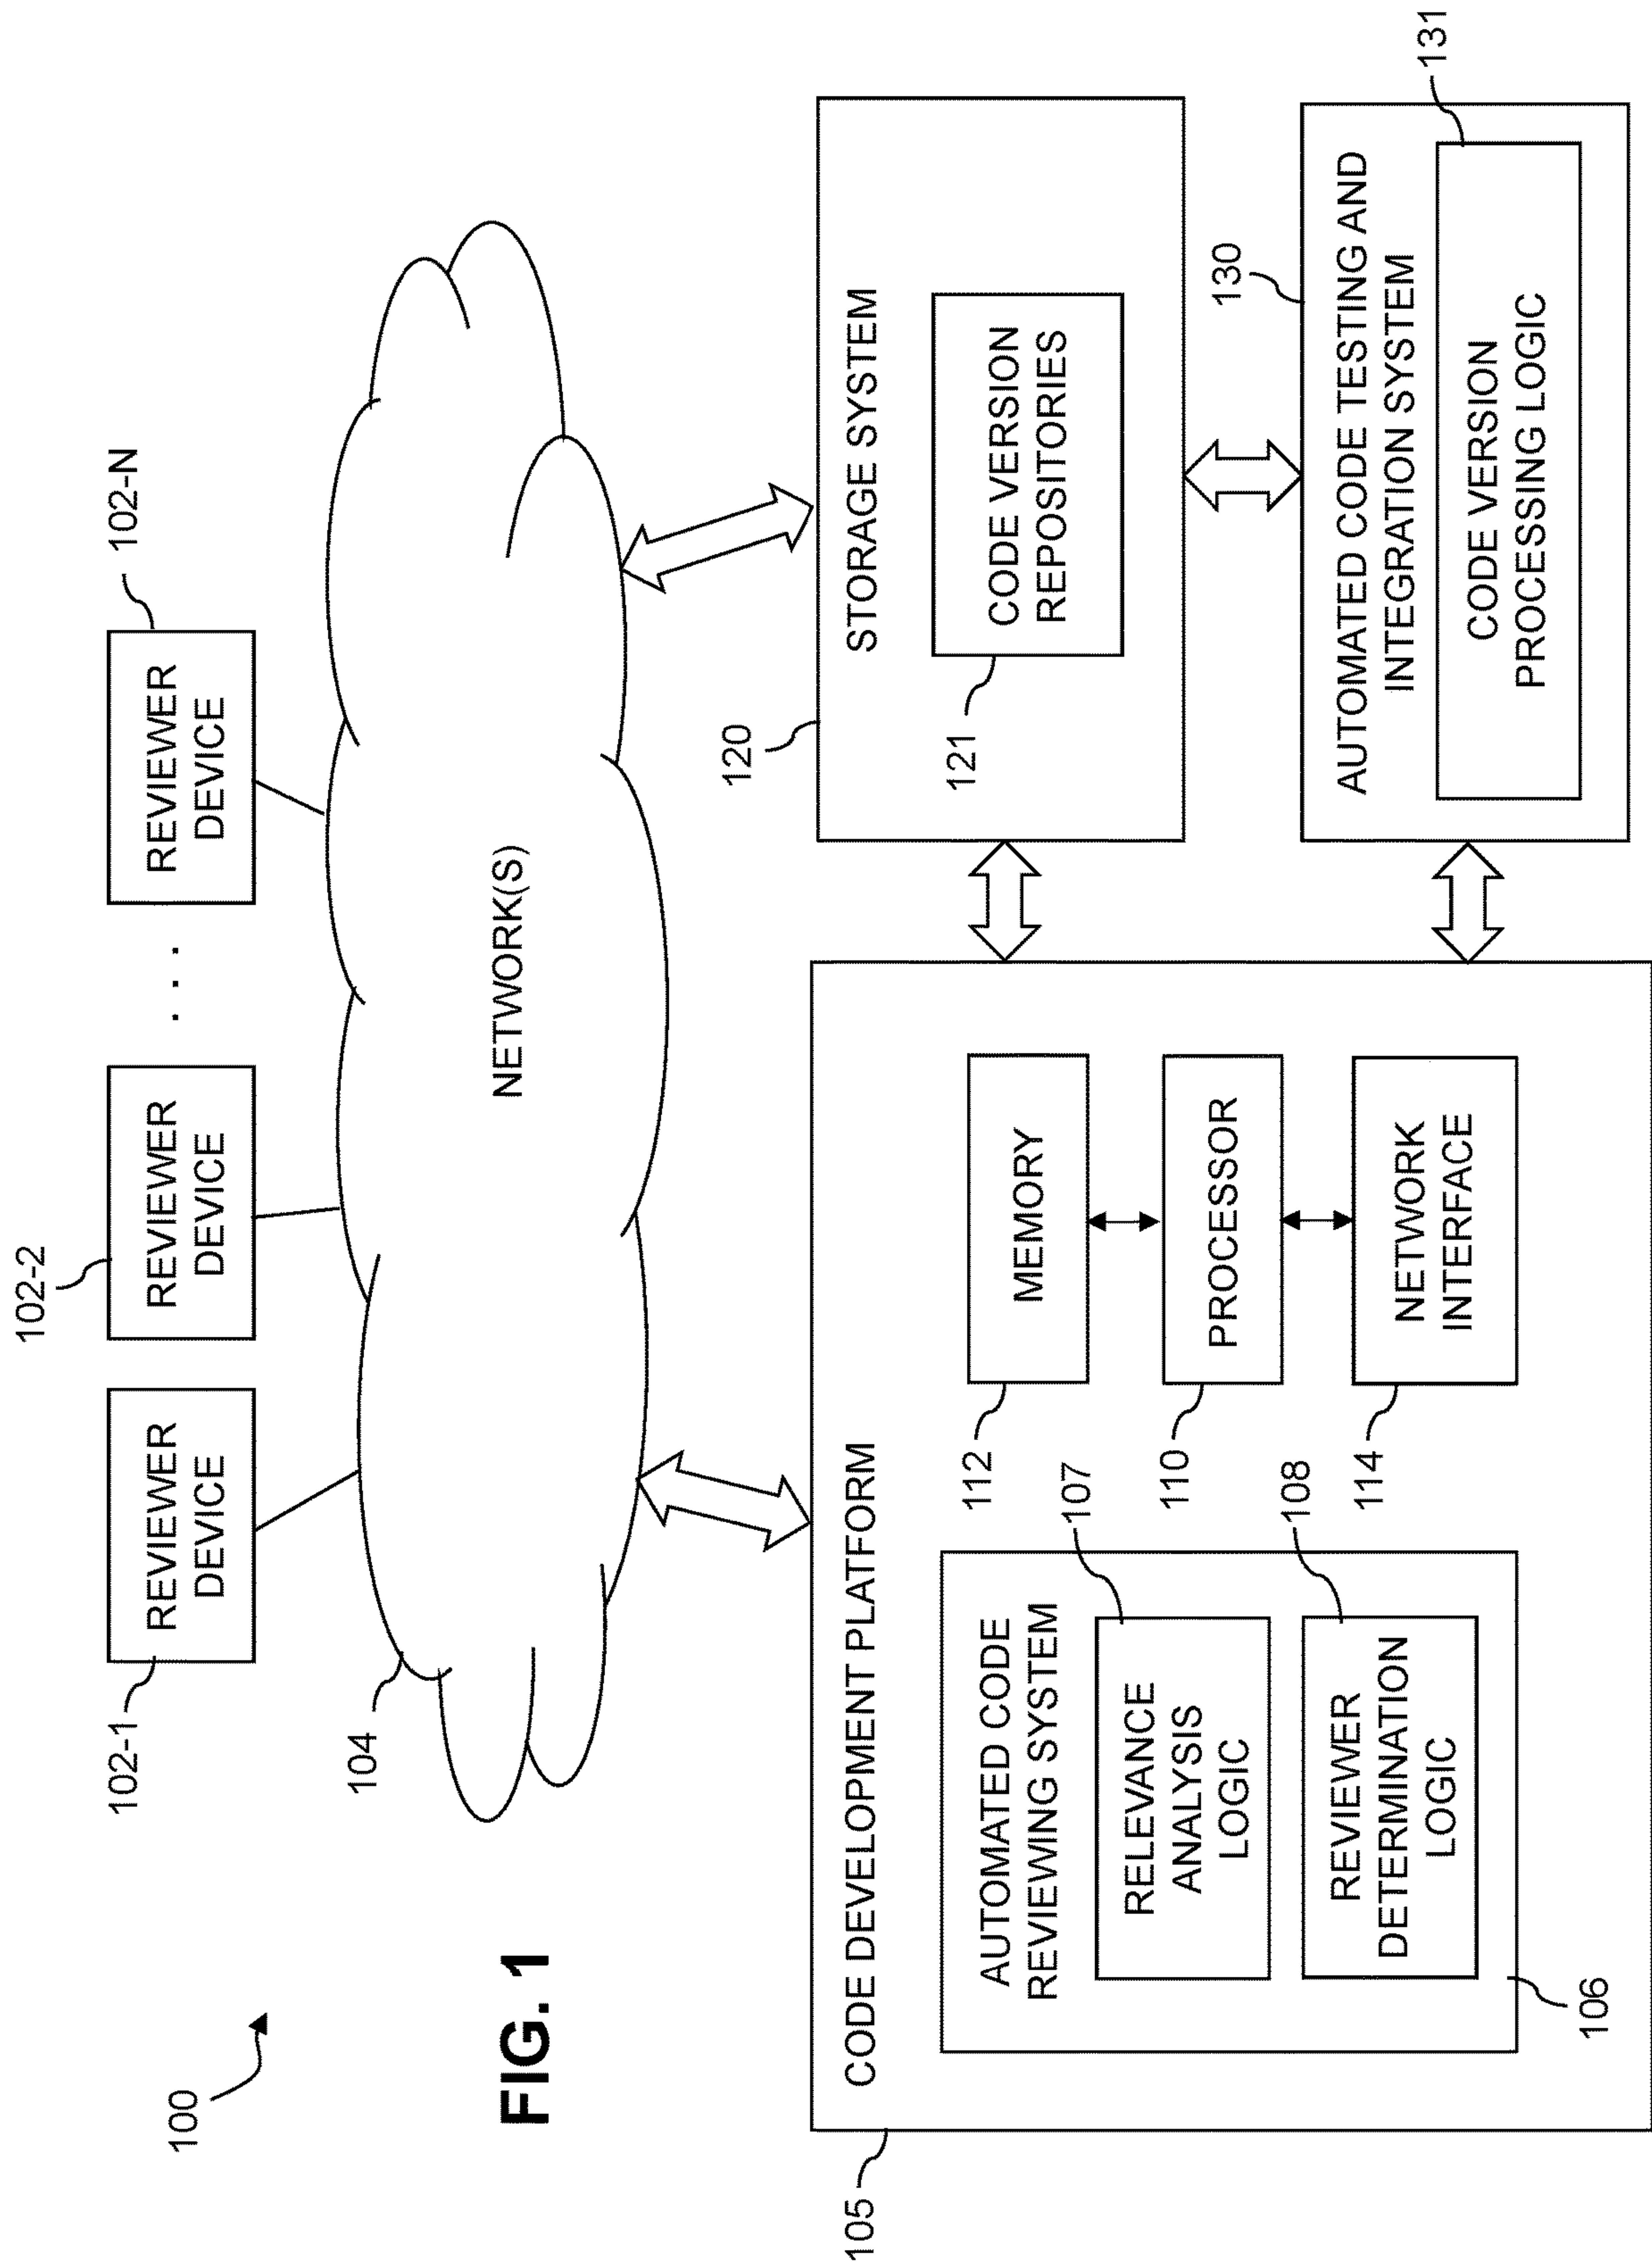 100
FIG. 1
102-1
REVIEWER
DEVICE
102-2
REVIEWER
DEVICE
. . .
102-N
REVIEWER
DEVICE
104
NETWORK(S)
105
CODE DEVELOPMENT PLATFORM
AUTOMATED CODE
REVIEWING SYSTEM
107
RELEVANCE
ANALYSIS
LOGIC
108
REVIEWER
DETERMINATION
LOGIC
106
112
MEMORY
110
PROCESSOR
114
NETWORK
INTERFACE
120
STORAGE SYSTEM
121
CODE VERSION
REPOSITORIES
130
AUTOMATED CODE TESTING AND
INTEGRATION SYSTEM
131
CODE VERSION
PROCESSING LOGIC